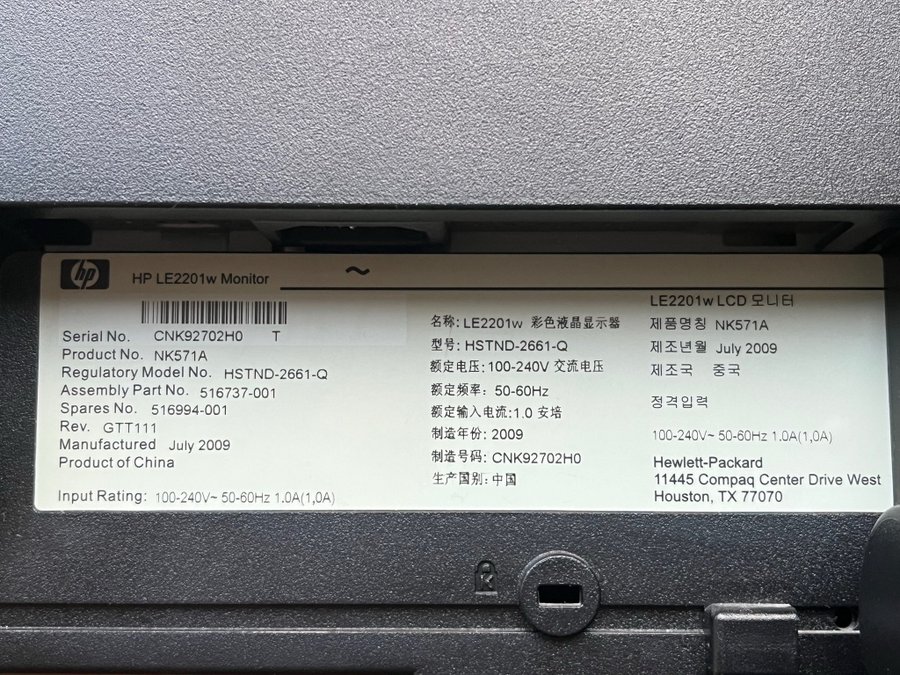 hp
HP LE2201w Monitor
~
Serial No. CNK92702H0 T
Product No. NK571A
Regulatory Model No. HSTND-2661-Q
Assembly Part No. 516737-001
Spares No. 516994-001
Rev. GTT111
Manufactured July 2009
Product of China
Input Rating: 100-240V~ 50-60Hz 1.0A(1,0A)
名称: LE2201w 彩色液晶显示器
型号: HSTND-2661-Q
额定电压: 100-240V 交流电压
额定频率: 50-60Hz
额定输入电流:1.0 安培
制造年份: 2009
制造号码: CNK92702H0
生产国别: 中国
LE2201w LCD 모니터
제품명칭 NK571A
제조년월 July 2009
제조국 중국
정격입력
100-240V~ 50-60Hz 1.0A(1,0A)
Hewlett-Packard
11445 Compaq Center Drive West
Houston, TX 77070